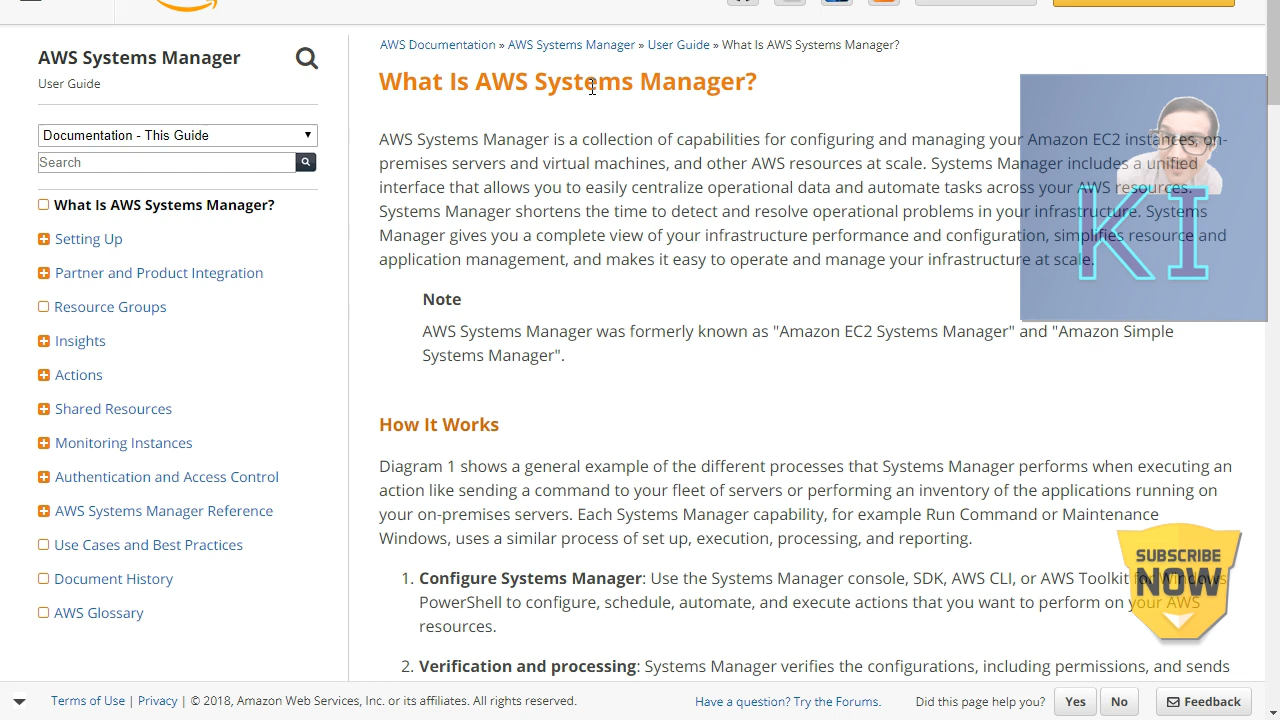 AWS Systems Manager
User Guide
Documentation - This Guide
Search
What Is AWS Systems Manager?
Setting Up
Partner and Product Integration
Resource Groups
Insights
Actions
Shared Resources
Monitoring Instances
Authentication and Access Control
AWS Systems Manager Reference
Use Cases and Best Practices
Document History
AWS Glossary
AWS Documentation » AWS Systems Manager » User Guide » What Is AWS Systems Manager?
What Is AWS Systems Manager?
AWS Systems Manager is a collection of capabilities for configuring and managing your Amazon EC2 instances, on-
premises servers and virtual machines, and other AWS resources at scale. Systems Manager includes a unified
interface that allows you to easily centralize operational data and automate tasks across your AWS resources.
Systems Manager shortens the time to detect and resolve operational problems in your infrastructure. Systems
Manager gives you a complete view of your infrastructure performance and configuration, simplifies resource and
application management, and makes it easy to operate and manage your infrastructure at scale.
Note
AWS Systems Manager was formerly known as "Amazon EC2 Systems Manager" and "Amazon Simple
Systems Manager".
How It Works
Diagram 1 shows a general example of the different processes that Systems Manager performs when executing an
action like sending a command to your fleet of servers or performing an inventory of the applications running on
your on-premises servers. Each Systems Manager capability, for example Run Command or Maintenance
Windows, uses a similar process of set up, execution, processing, and reporting.
1. Configure Systems Manager: Use the Systems Manager console, SDK, AWS CLI, or AWS Toolkit for Windows
PowerShell to configure, schedule, automate, and execute actions that you want to perform on your AWS
resources.
2. Verification and processing: Systems Manager verifies the configurations, including permissions, and sends
KI
SUBSCRIBE
NOW
Terms of Use | Privacy | © 2018, Amazon Web Services, Inc. or its affiliates. All rights reserved.
Have a question? Try the Forums.
Did this page help you?
Yes
No
Feedback